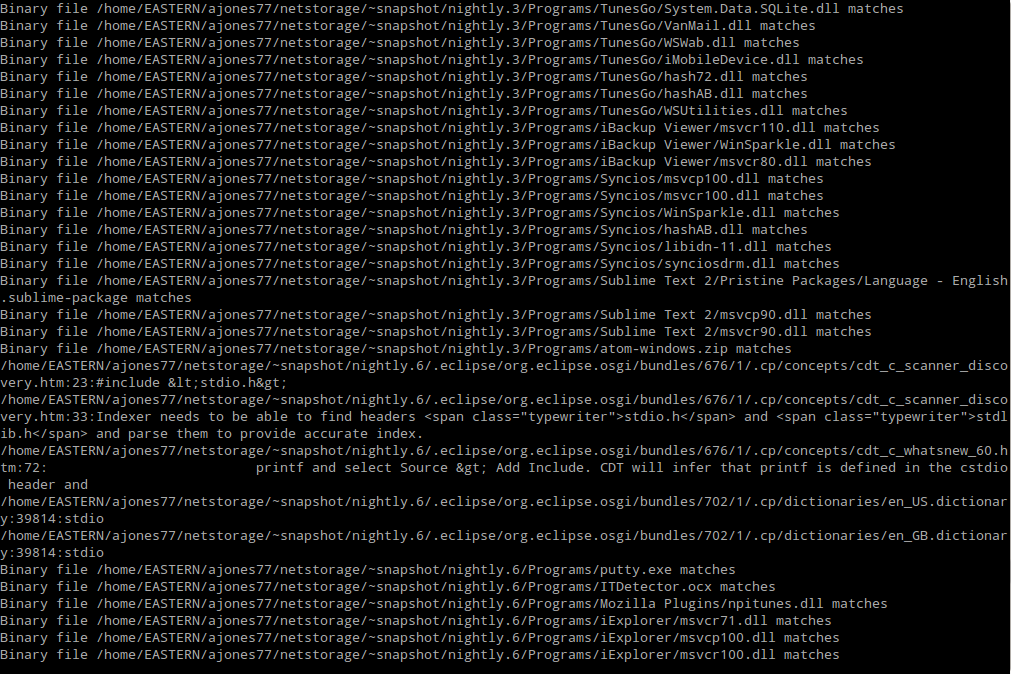 Binary file /home/EASTERN/ajones77/netstorage/~snapshot/nightly.3/Programs/TunesGo/System.Data.SQLite.dll matches
Binary file /home/EASTERN/ajones77/netstorage/~snapshot/nightly.3/Programs/TunesGo/VanMail.dll matches
Binary file /home/EASTERN/ajones77/netstorage/~snapshot/nightly.3/Programs/TunesGo/WSWab.dll matches
Binary file /home/EASTERN/ajones77/netstorage/~snapshot/nightly.3/Programs/TunesGo/iMobileDevice.dll matches
Binary file /home/EASTERN/ajones77/netstorage/~snapshot/nightly.3/Programs/TunesGo/hash72.dll matches
Binary file /home/EASTERN/ajones77/netstorage/~snapshot/nightly.3/Programs/TunesGo/hashAB.dll matches
Binary file /home/EASTERN/ajones77/netstorage/~snapshot/nightly.3/Programs/TunesGo/WSUtilities.dll matches
Binary file /home/EASTERN/ajones77/netstorage/~snapshot/nightly.3/Programs/iBackup Viewer/msvcr110.dll matches
Binary file /home/EASTERN/ajones77/netstorage/~snapshot/nightly.3/Programs/iBackup Viewer/WinSparkle.dll matches
Binary file /home/EASTERN/ajones77/netstorage/~snapshot/nightly.3/Programs/iBackup Viewer/msvcr80.dll matches
Binary file /home/EASTERN/ajones77/netstorage/~snapshot/nightly.3/Programs/Syncios/msvcp100.dll matches
Binary file /home/EASTERN/ajones77/netstorage/~snapshot/nightly.3/Programs/Syncios/msvcr100.dll matches
Binary file /home/EASTERN/ajones77/netstorage/~snapshot/nightly.3/Programs/Syncios/WinSparkle.dll matches
Binary file /home/EASTERN/ajones77/netstorage/~snapshot/nightly.3/Programs/Syncios/hashAB.dll matches
Binary file /home/EASTERN/ajones77/netstorage/~snapshot/nightly.3/Programs/Syncios/libidn-11.dll matches
Binary file /home/EASTERN/ajones77/netstorage/~snapshot/nightly.3/Programs/Syncios/synciosdrm.dll matches
Binary file /home/EASTERN/ajones77/netstorage/~snapshot/nightly.3/Programs/Sublime Text 2/Pristine Packages/Language - English
.sublime-package matches
Binary file /home/EASTERN/ajones77/netstorage/~snapshot/nightly.3/Programs/Sublime Text 2/msvcp90.dll matches
Binary file /home/EASTERN/ajones77/netstorage/~snapshot/nightly.3/Programs/Sublime Text 2/msvcr90.dll matches
Binary file /home/EASTERN/ajones77/netstorage/~snapshot/nightly.3/Programs/atom-windows.zip matches
/home/EASTERN/ajones77/netstorage/~snapshot/nightly.6/.eclipse/org.eclipse.osgi/bundles/676/1/.cp/concepts/cdt_c_scanner_disco
very.htm:23:#include &lt;stdio.h&gt;
/home/EASTERN/ajones77/netstorage/~snapshot/nightly.6/.eclipse/org.eclipse.osgi/bundles/676/1/.cp/concepts/cdt_c_scanner_disco
very.htm:33:Indexer needs to be able to find headers <span class="typewriter">stdio.h</span> and <span class="typewriter">stdl
ib.h</span> and parse them to provide accurate index.
/home/EASTERN/ajones77/netstorage/~snapshot/nightly.6/.eclipse/org.eclipse.osgi/bundles/676/1/.cp/concepts/cdt_c_whatsnew_60.h
tm:72:                          printf and select Source &gt; Add Include. CDT will infer that printf is defined in the cstdio
 header and
/home/EASTERN/ajones77/netstorage/~snapshot/nightly.6/.eclipse/org.eclipse.osgi/bundles/702/1/.cp/dictionaries/en_US.dictionar
y:39814:stdio
/home/EASTERN/ajones77/netstorage/~snapshot/nightly.6/.eclipse/org.eclipse.osgi/bundles/702/1/.cp/dictionaries/en_GB.dictionar
y:39814:stdio
Binary file /home/EASTERN/ajones77/netstorage/~snapshot/nightly.6/Programs/putty.exe matches
Binary file /home/EASTERN/ajones77/netstorage/~snapshot/nightly.6/Programs/ITDetector.ocx matches
Binary file /home/EASTERN/ajones77/netstorage/~snapshot/nightly.6/Programs/Mozilla Plugins/npitunes.dll matches
Binary file /home/EASTERN/ajones77/netstorage/~snapshot/nightly.6/Programs/iExplorer/msvcr71.dll matches
Binary file /home/EASTERN/ajones77/netstorage/~snapshot/nightly.6/Programs/iExplorer/msvcp100.dll matches
Binary file /home/EASTERN/ajones77/netstorage/~snapshot/nightly.6/Programs/iExplorer/msvcr100.dll matches